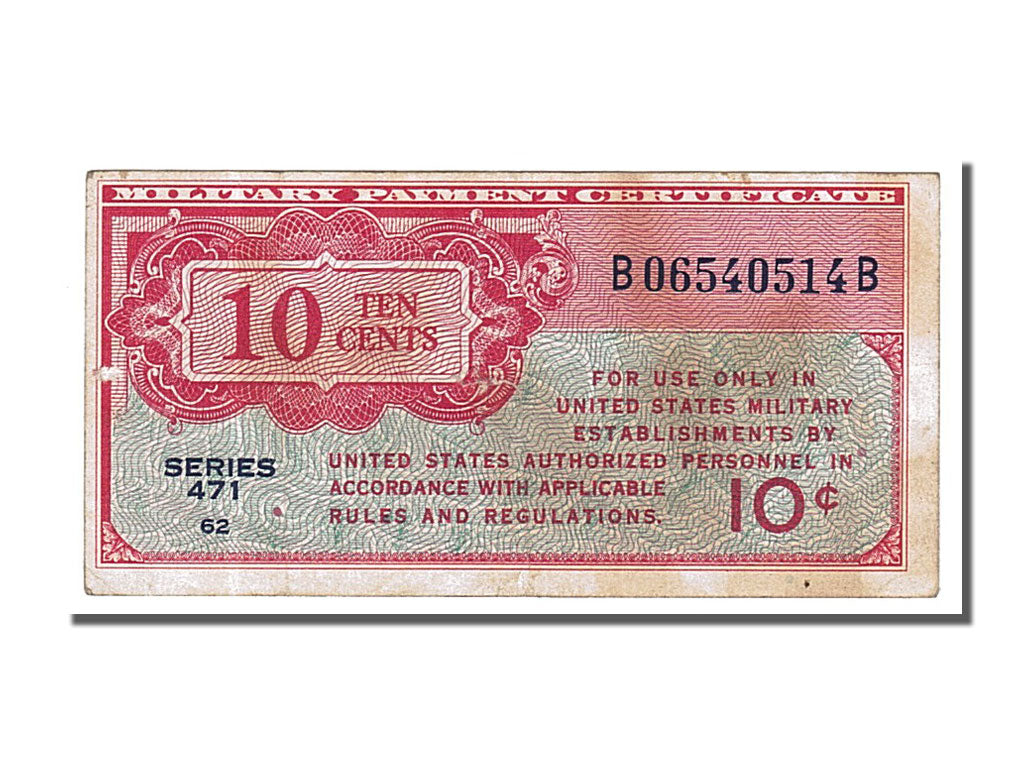 MILITARY PAYMENT CERTIFICATE
B06540514B
10 TEN
CENTS
FOR USE ONLY IN
UNITED STATES MILITARY
ESTABLISHMENTS BY
UNITED STATES AUTHORIZED PERSONNEL IN
ACCORDANCE WITH APPLICABLE
RULES AND REGULATIONS.
SERIES
471
62
10¢